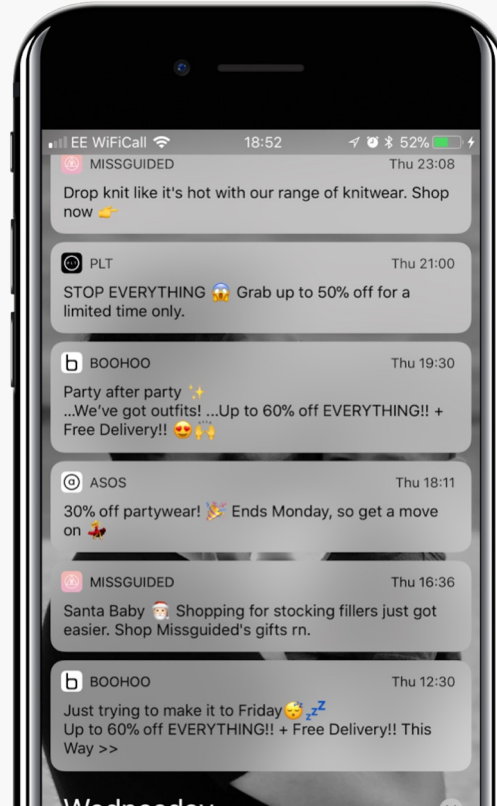 EE WiFiCall 18:52 52%
MISSGUIDED Thu 23:08
Drop knit like it's hot with our range of knitwear. Shop
now 👉
PLT Thu 21:00
STOP EVERYTHING 😱 Grab up to 50% off for a
limited time only.
b BOOHOO Thu 19:30
Party after party ✨
...We've got outfits! ...Up to 60% off EVERYTHING!! +
Free Delivery!! 😍🙌
a ASOS Thu 18:11
30% off partywear! 🎉 Ends Monday, so get a move
on 💃
MISSGUIDED Thu 16:36
Santa Baby 🎅🏻 Shopping for stocking fillers just got
easier. Shop Missguided's gifts rn.
b BOOHOO Thu 12:30
Just trying to make it to Friday😴💤
Up to 60% off EVERYTHING!! + Free Delivery!! This
Way >>
Wednesday